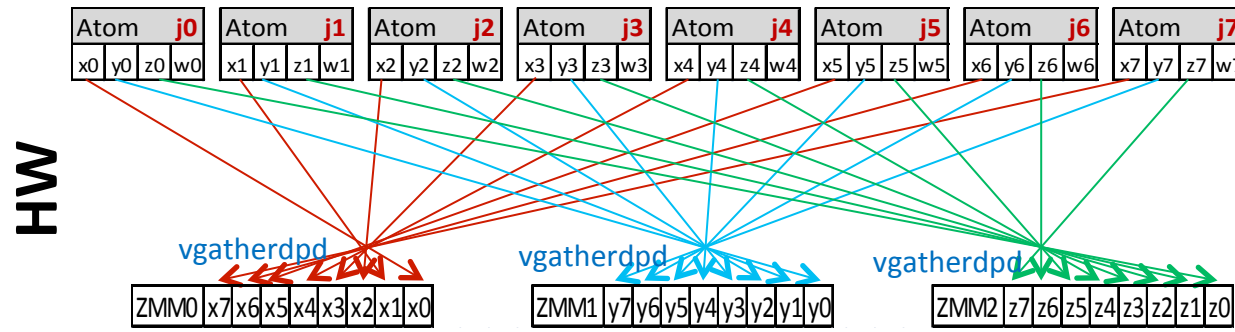 Atom j0 Atom j1 Atom j2 Atom j3 Atom j4 Atom j5 Atom j6 Atom j7
x0 y0 z0 w0 x1 y1 z1 w1 x2 y2 z2 w2 x3 y3 z3 w3 x4 y4 z4 w4 x5 y5 z5 w5 x6 y6 z6 w6 x7 y7 z7
HW
vgatherdpd vgatherdpd vgatherdpd
ZMM0 x7 x6 x5 x4 x3 x2 x1 x0 ZMM1 y7 y6 y5 y4 y3 y2 y1 y0 ZMM2 z7 z6 z5 z4 z3 z2 z1 z0